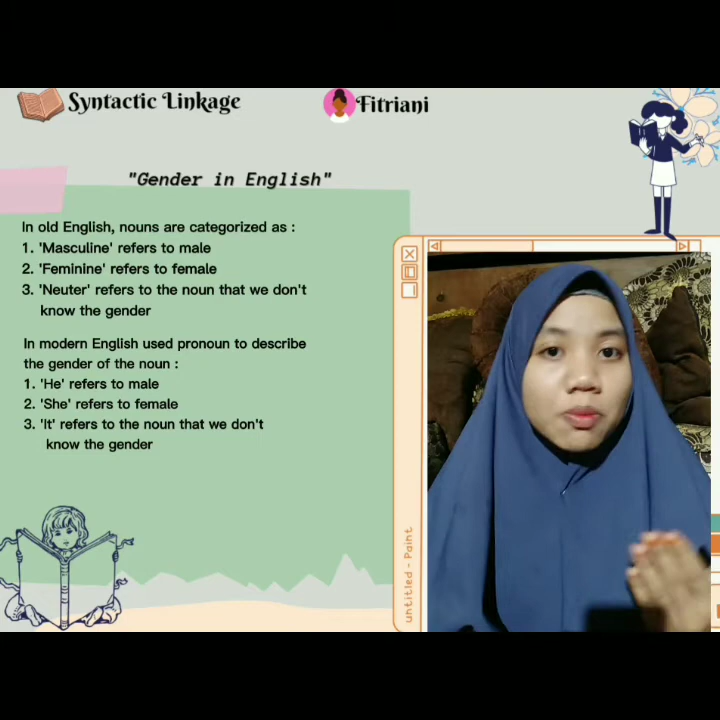 Syntactic Linkage
Fitriani
"Gender in English"
In old English, nouns are categorized as :
1. 'Masculine' refers to male
2. 'Feminine' refers to female
3. 'Neuter' refers to the noun that we don't
know the gender
In modern English used pronoun to describe
the gender of the noun :
1. 'He' refers to male
2. 'She' refers to female
3. 'It' refers to the noun that we don't
know the gender
untitled - Paint